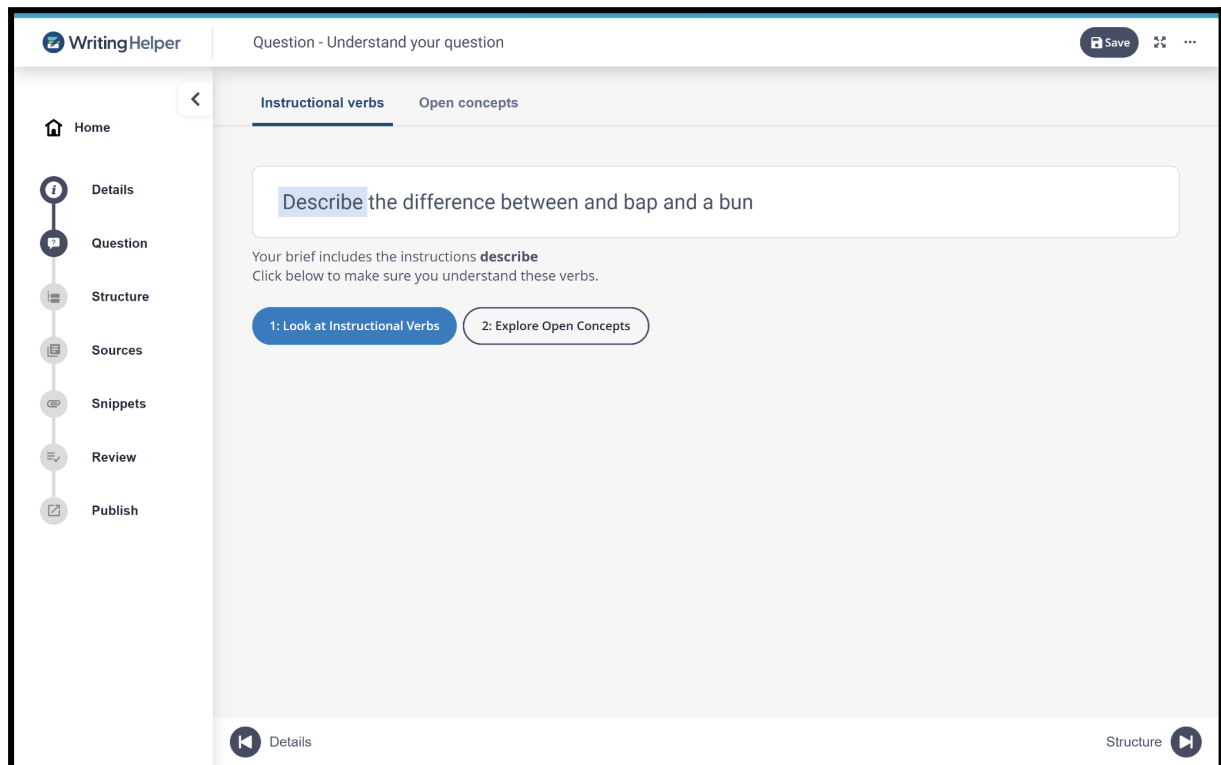 WritingHelper
Question - Understand your question
Save
Instructional verbs
Open concepts
Home
Details
Question
Structure
Sources
Snippets
Review
Publish
Describe the difference between and bap and a bun
Your brief includes the instructions describe
Click below to make sure you understand these verbs.
1: Look at Instructional Verbs
2: Explore Open Concepts
Details
Structure